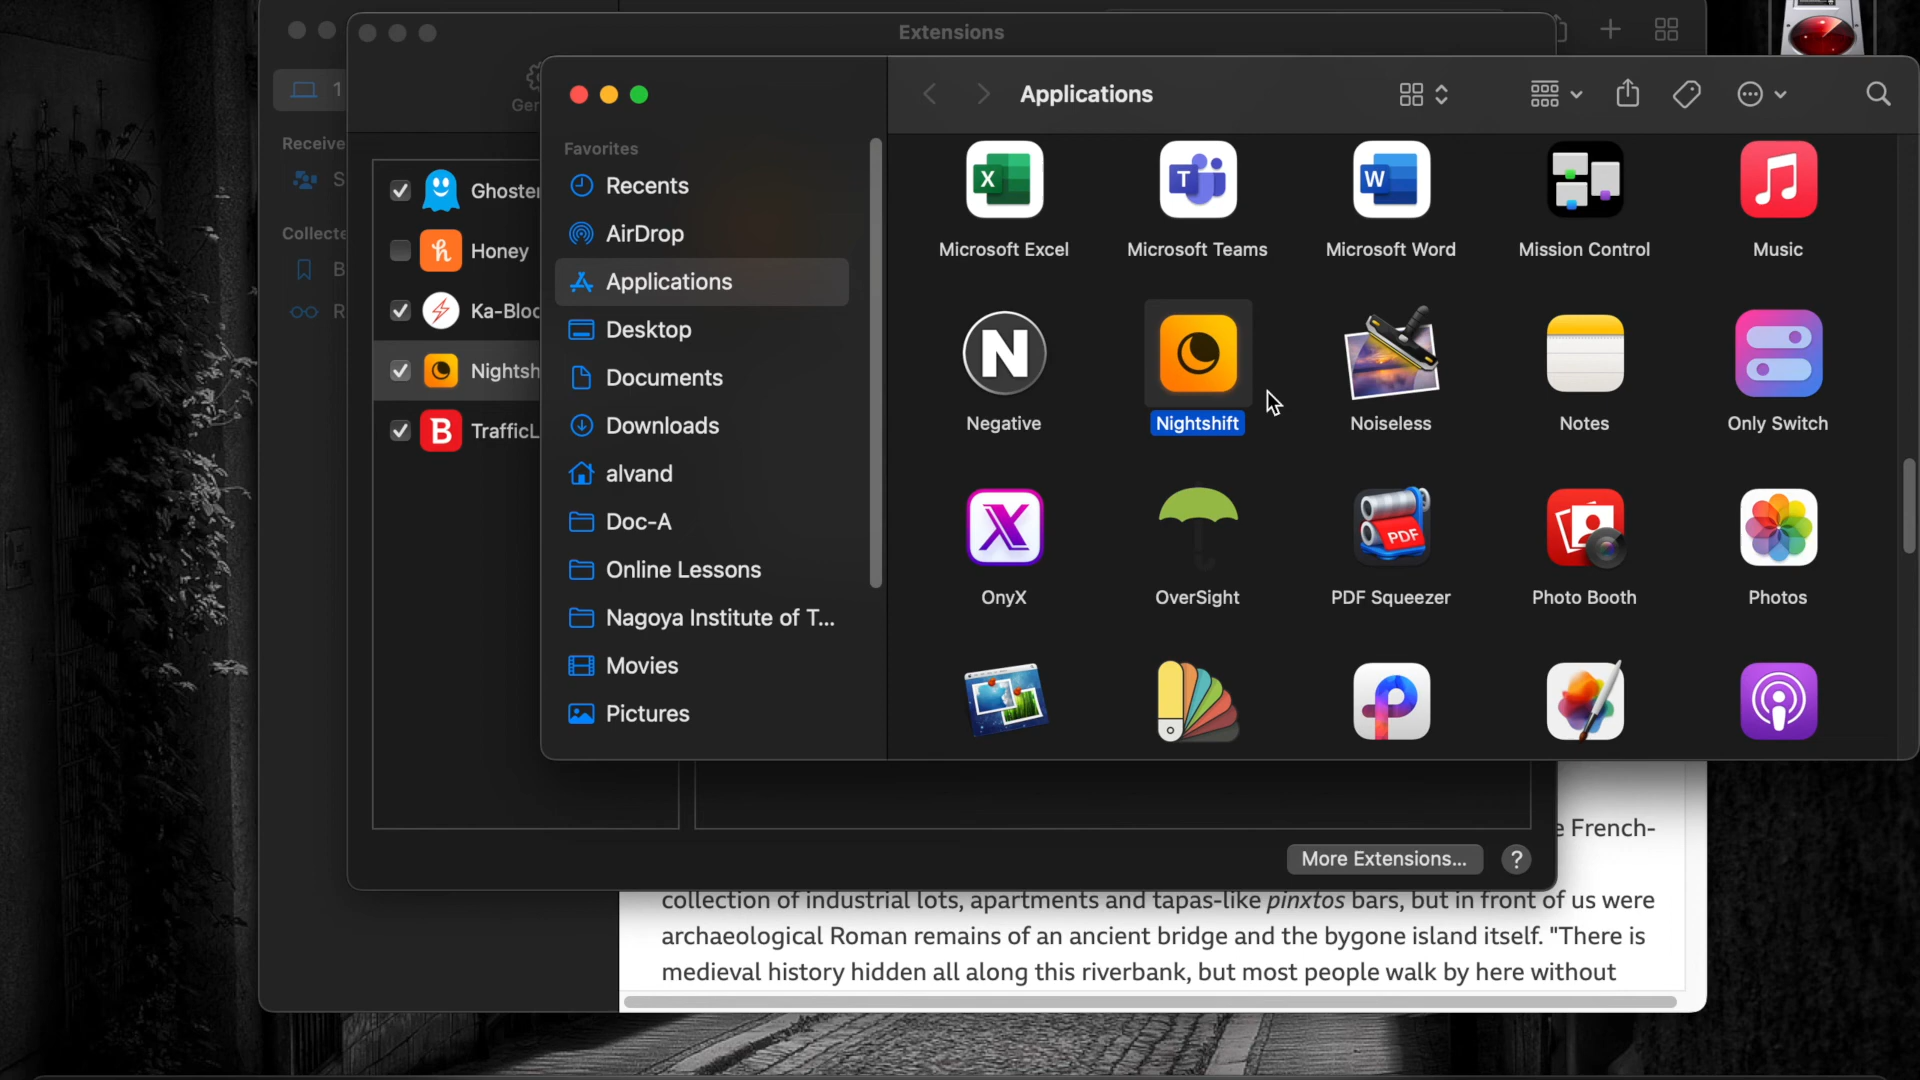 Extensions
1
Gen
Receive
S
Collecte
B
R
Ghoster
Honey
Ka-Bloc
Nightsh
TrafficL
Favorites
Recents
AirDrop
Applications
Desktop
Documents
Downloads
alvand
Doc-A
Online Lessons
Nagoya Institute of T...
Movies
Pictures
Applications
Microsoft Excel
Microsoft Teams
Microsoft Word
Mission Control
Music
Negative
Nightshift
Noiseless
Notes
Only Switch
OnyX
OverSight
PDF
PDF Squeezer
Photo Booth
Photos
More Extensions...
?
e French-
collection of industrial lots, apartments and tapas-like pinxtos bars, but in front of us were
archaeological Roman remains of an ancient bridge and the bygone island itself. "There is
medieval history hidden all along this riverbank, but most people walk by here without